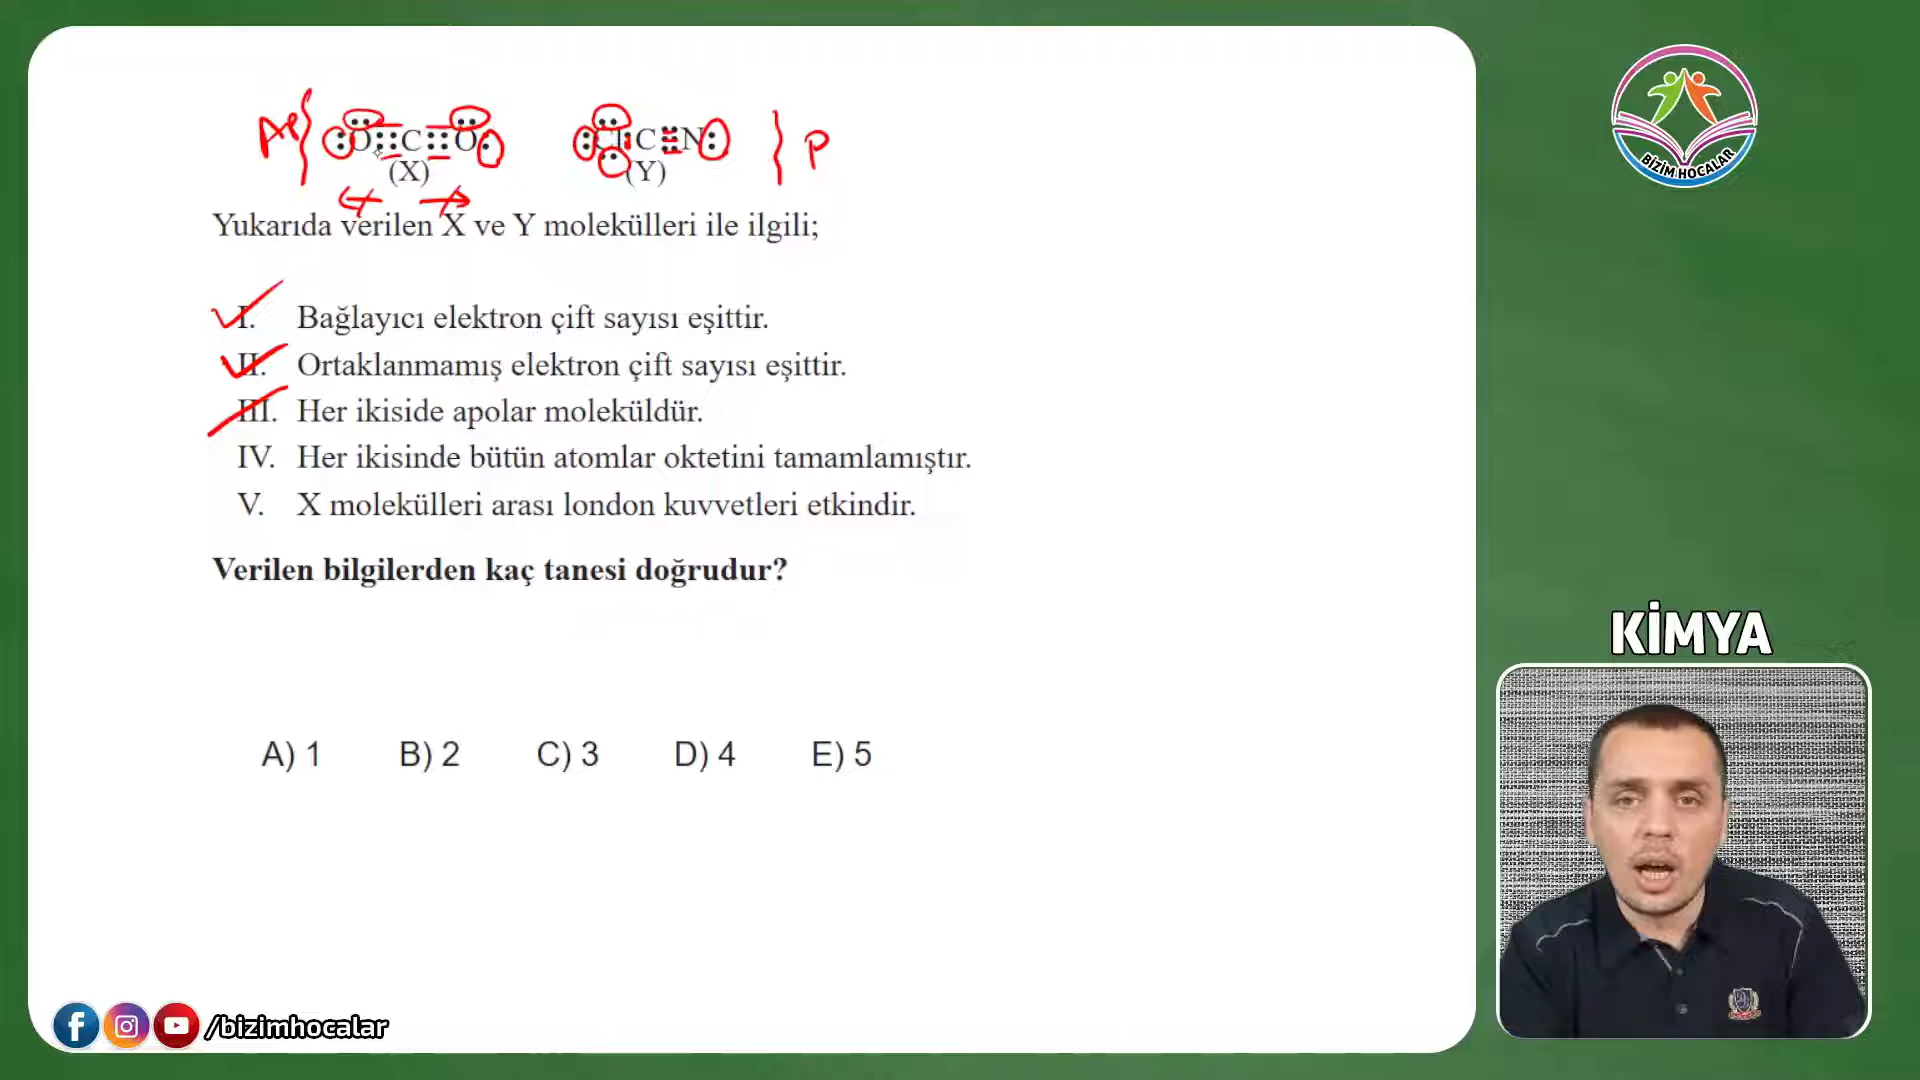 Ap :O::C::O: :Cl:C:::N: P
(X) (Y)
Yukarıda verilen X ve Y molekülleri ile ilgili;
I. Bağlayıcı elektron çift sayısı eşittir.
II. Ortaklanmamış elektron çift sayısı eşittir.
III. Her ikiside apolar moleküldür.
IV. Her ikisinde bütün atomlar oktetini tamamlamıştır.
V. X molekülleri arası london kuvvetleri etkindir.
Verilen bilgilerden kaç tanesi doğrudur?
A) 1 B) 2 C) 3 D) 4 E) 5
BİZİM HOCALAR
KİMYA
/bizimhocalar